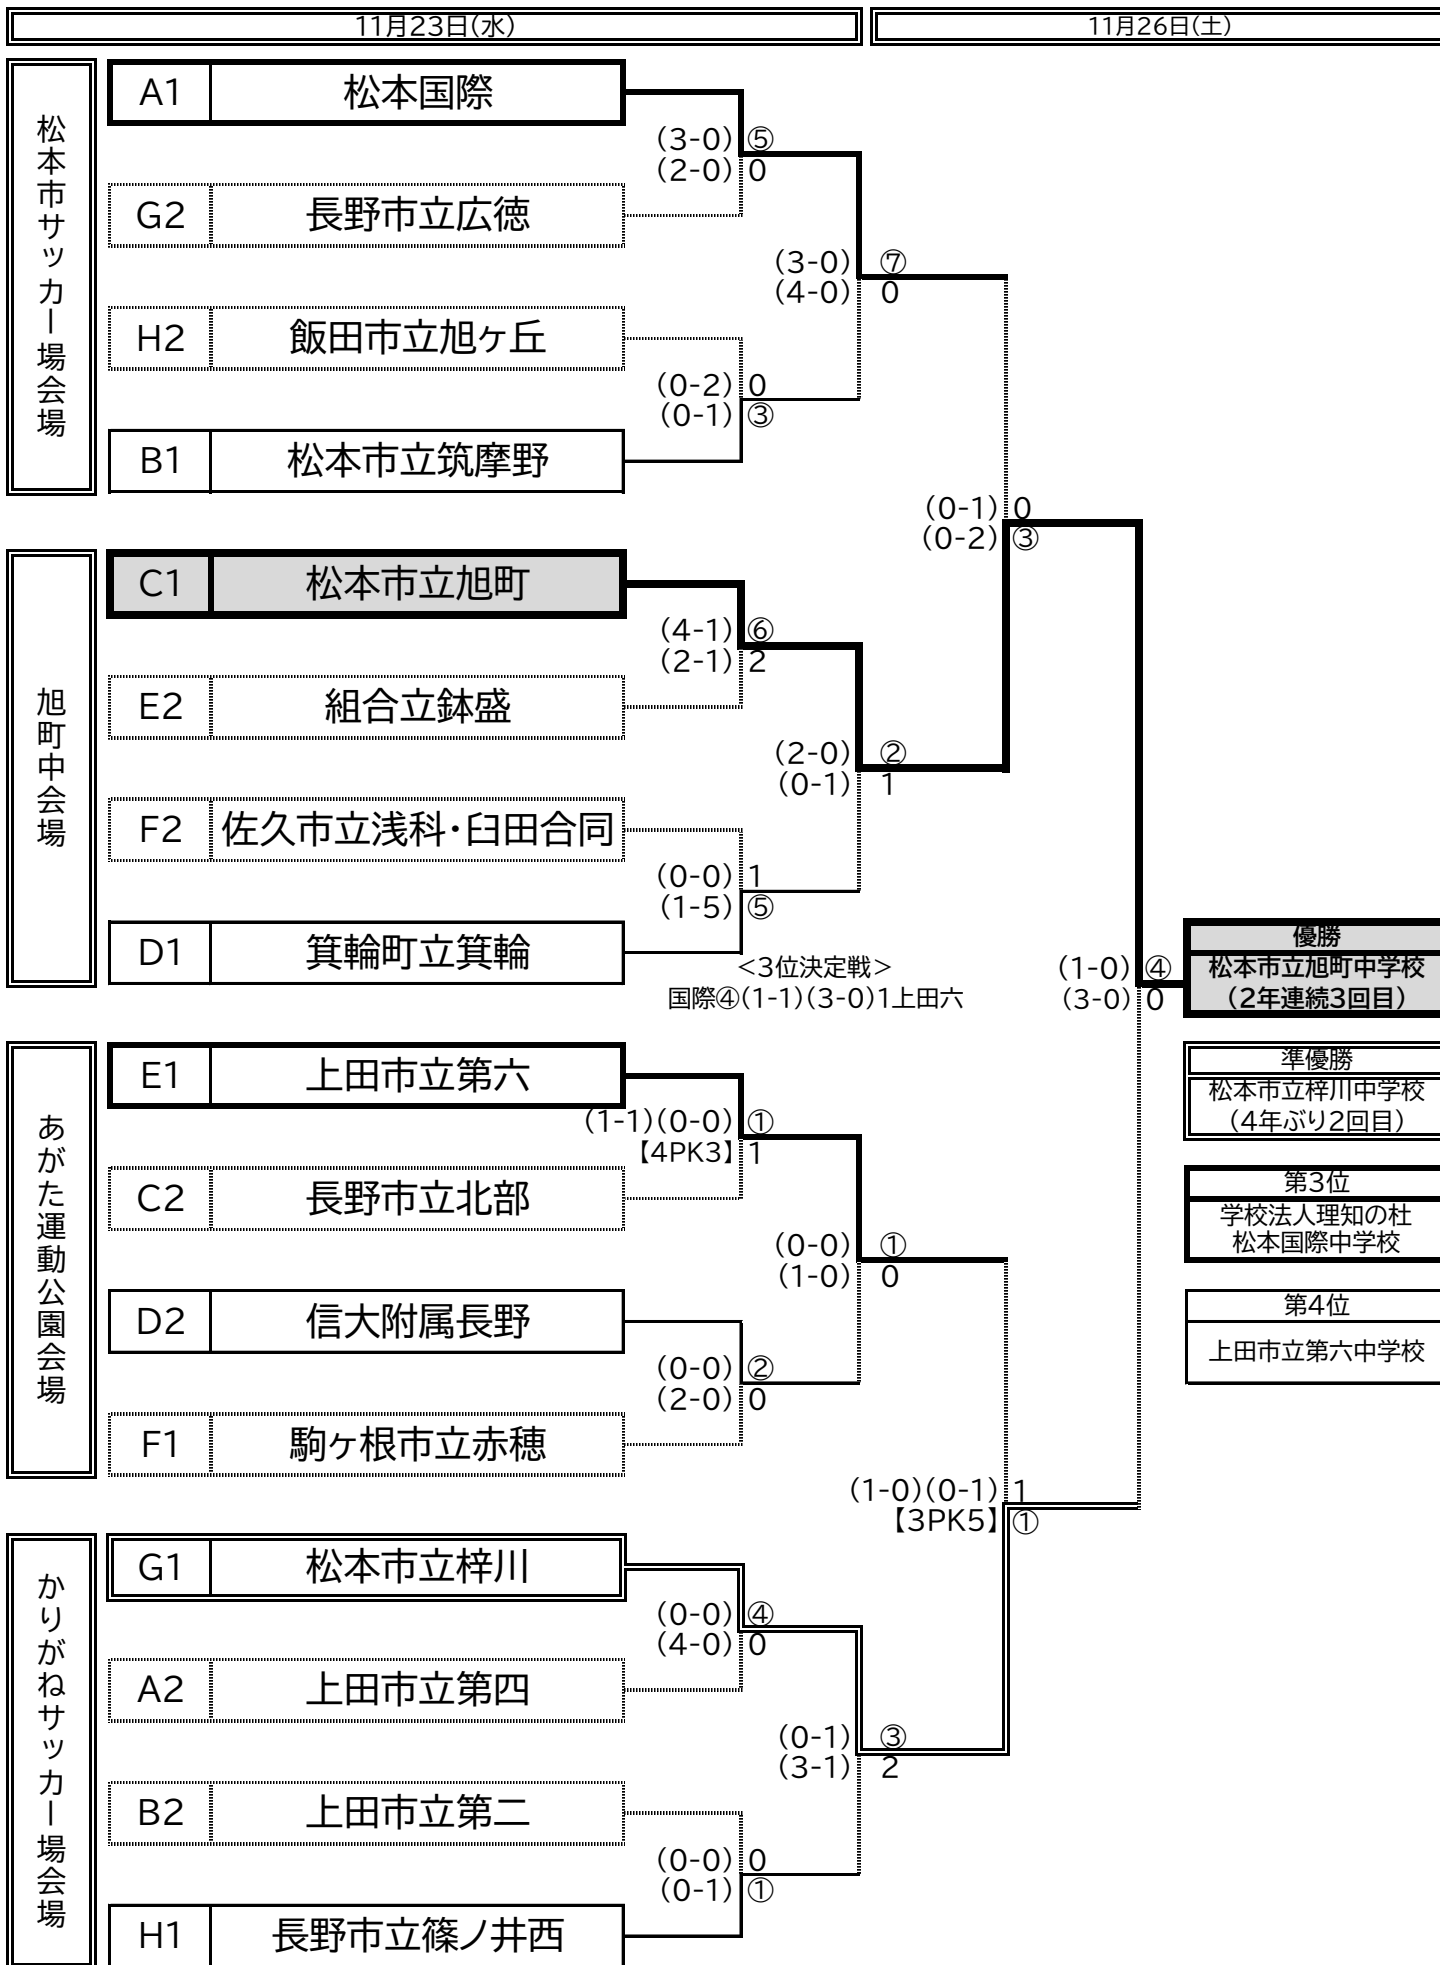 11月23日(水)
11月26日(土)
松本市サッカー場会場
A1 松本国際
(3-0) ⑤
(2-0) 0
G2 長野市立広徳
(3-0) ⑦
(4-0) 0
H2 飯田市立旭ヶ丘
(0-2) 0
(0-1) ③
B1 松本市立筑摩野
(0-1) 0
(0-2) ③
旭町中会場
C1 松本市立旭町
(4-1) ⑥
(2-1) 2
E2 組合立鉢盛
(2-0) ②
(0-1) 1
F2 佐久市立浅科・臼田合同
(0-0) 1
(1-5) ⑤
D1 箕輪町立箕輪
<3位決定戦>
国際④(1-1)(3-0)1上田六
(1-0) ④
(3-0) 0
優勝
松本市立旭町中学校
(2年連続3回目)
準優勝
松本市立梓川中学校
(4年ぶり2回目)
第3位
学校法人理知の杜
松本国際中学校
第4位
上田市立第六中学校
あがた運動公園会場
E1 上田市立第六
(1-1)(0-0) ①
【4PK3】 1
C2 長野市立北部
(0-0) ①
(1-0) 0
D2 信大附属長野
(0-0) ②
(2-0) 0
F1 駒ヶ根市立赤穂
(1-0)(0-1) 1
【3PK5】 ①
かりがねサッカー場会場
G1 松本市立梓川
(0-0) ④
(4-0) 0
A2 上田市立第四
(0-1) ③
(3-1) 2
B2 上田市立第二
(0-0) 0
(0-1) ①
H1 長野市立篠ノ井西